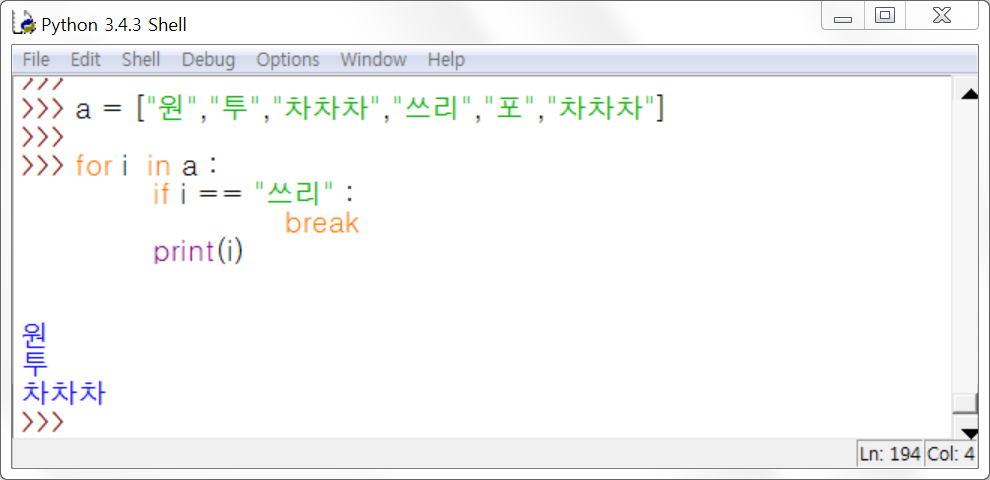 Python 3.4.3 Shell
File Edit Shell Debug Options Window Help
>>>
>>> a = ["원","투","차차차","쓰리","포","차차차"]
>>>
>>> for i in a :
if i == "쓰리" :
break
print(i)
원
투
차차차
>>>
Ln: 194 Col: 4